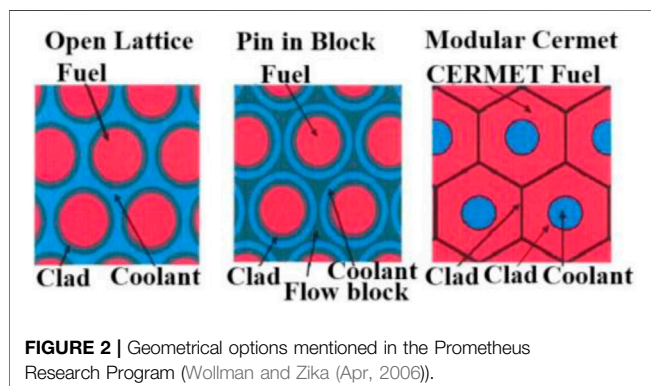 Open Lattice Pin in Block Modular Cermet
Fuel Fuel CERMET Fuel
Clad Coolant Clad Coolant Clad Clad Coolant
Flow block
FIGURE 2 | Geometrical options mentioned in the Prometheus
Research Program (Wollman and Zika (Apr, 2006)).